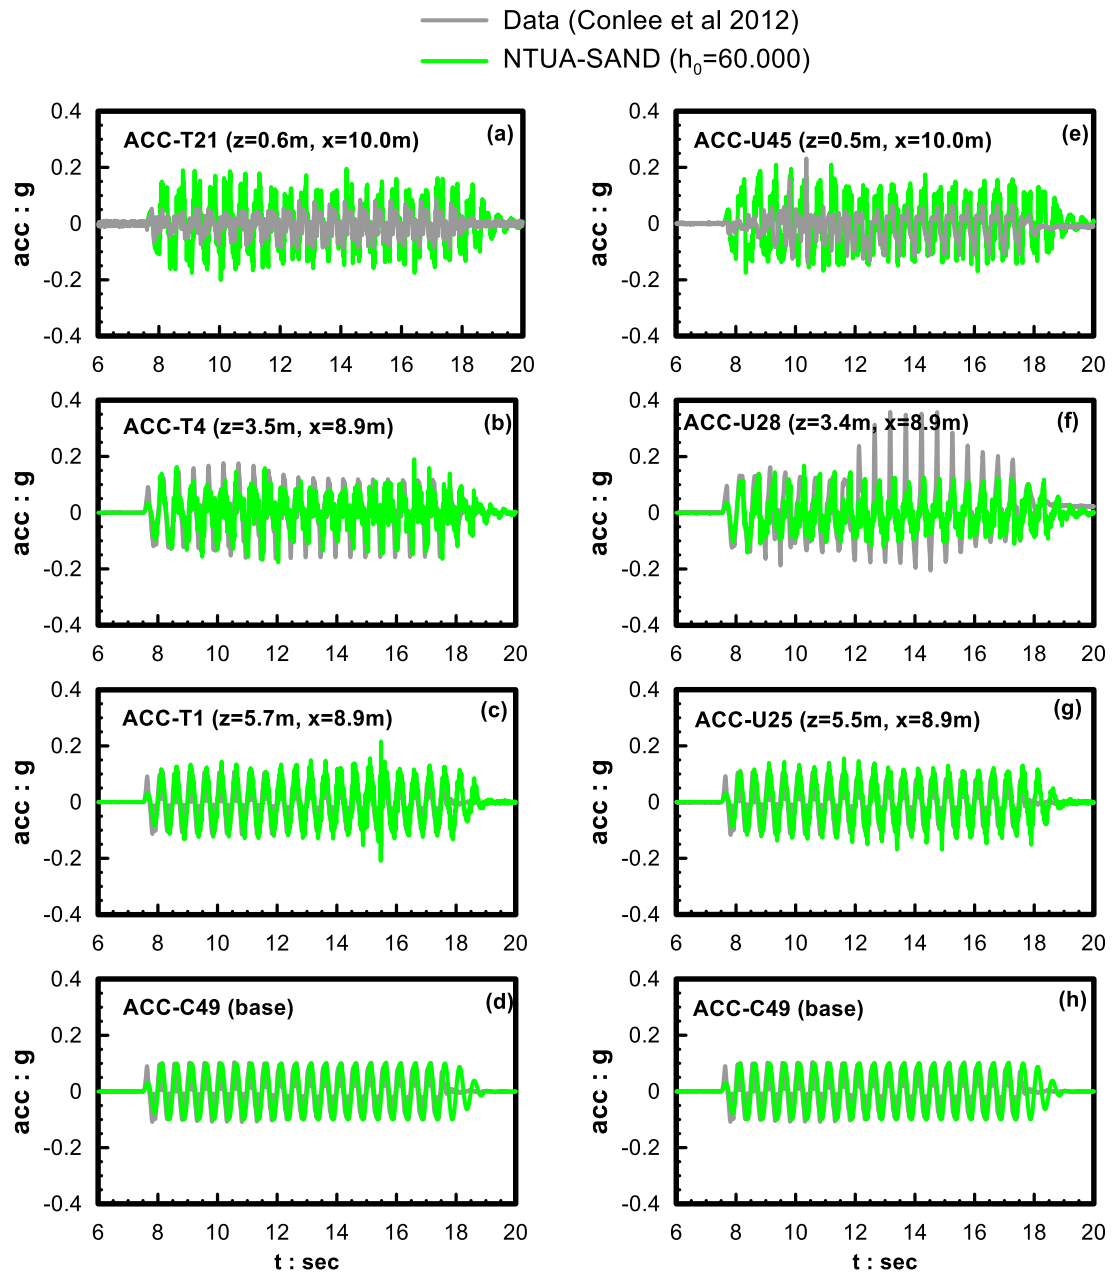 Data (Conlee et al 2012)
NTUA-SAND (h0=60.000)
0.4
0.2
0
-0.2
-0.4
acc : g
ACC-T21 (z=0.6m, x=10.0m)
(a)
6 8 10 12 14 16 18 20
0.4
0.2
0
-0.2
-0.4
acc : g
ACC-U45 (z=0.5m, x=10.0m)
(e)
6 8 10 12 14 16 18 20
0.4
0.2
0
-0.2
-0.4
acc : g
ACC-T4 (z=3.5m, x=8.9m)
(b)
6 8 10 12 14 16 18 20
0.4
0.2
0
-0.2
-0.4
acc : g
ACC-U28 (z=3.4m, x=8.9m)
(f)
6 8 10 12 14 16 18 20
0.4
0.2
0
-0.2
-0.4
acc : g
ACC-T1 (z=5.7m, x=8.9m)
(c)
6 8 10 12 14 16 18 20
0.4
0.2
0
-0.2
-0.4
acc : g
ACC-U25 (z=5.5m, x=8.9m)
(g)
6 8 10 12 14 16 18 20
0.4
0.2
0
-0.2
-0.4
acc : g
ACC-C49 (base)
(d)
6 8 10 12 14 16 18 20
t : sec
0.4
0.2
0
-0.2
-0.4
acc : g
ACC-C49 (base)
(h)
6 8 10 12 14 16 18 20
t : sec